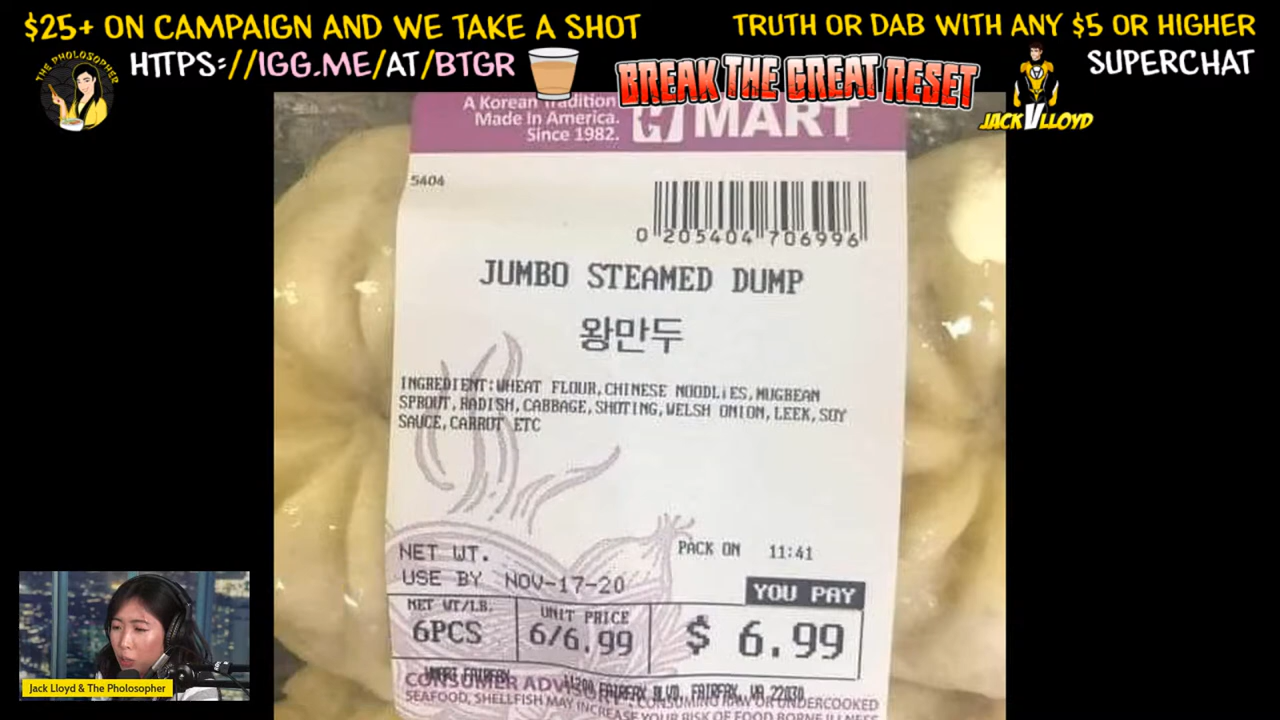 $25+ ON CAMPAIGN AND WE TAKE A SHOT
HTTPS://IGG.ME/AT/BTGR
THE PHOLOSOPHER
BREAK THE GREAT RESET
TRUTH OR DAB WITH ANY $5 OR HIGHER
SUPERCHAT
JACK V LLOYD
A Korean Tradition
Made In America.
Since 1982.
H MART
5404
0 205404 706996
JUMBO STEAMED DUMP
왕만두
INGREDIENT:WHEAT FLOUR,CHINESE NOODLiES,MUGBEAN
SPROUT,RADISH,CABBAGE,SHOTING,WELSH ONION,LEEK,SOY
SAUCE,CARROT ETC
PACK ON 11:41
NET WT.
USE BY NOV-17-20
YOU PAY
NET WT/LB.
6PCS
UNIT PRICE
6/6.99
$ 6.99
HMART FAIRFAX 11200 FAIRFAX BLVD, FAIRFAX, VA 22030
CONSUMER ADVIS
CONSUMING RAW OR UNDERCOOKED
SEAFOOD, SHELLFISH MAY INCREASE YOUR RISK OF FOOD BORNE ILLNESS
Jack Lloyd & The Pholosopher